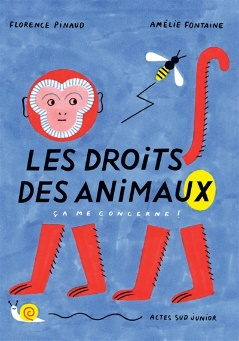 FLORENCE PINAUD AMÉLIE FONTAINE
LES DROiTS
DES ANiMAUX
ÇA ME CONCERNE !
ACTES SUD JUNIOR